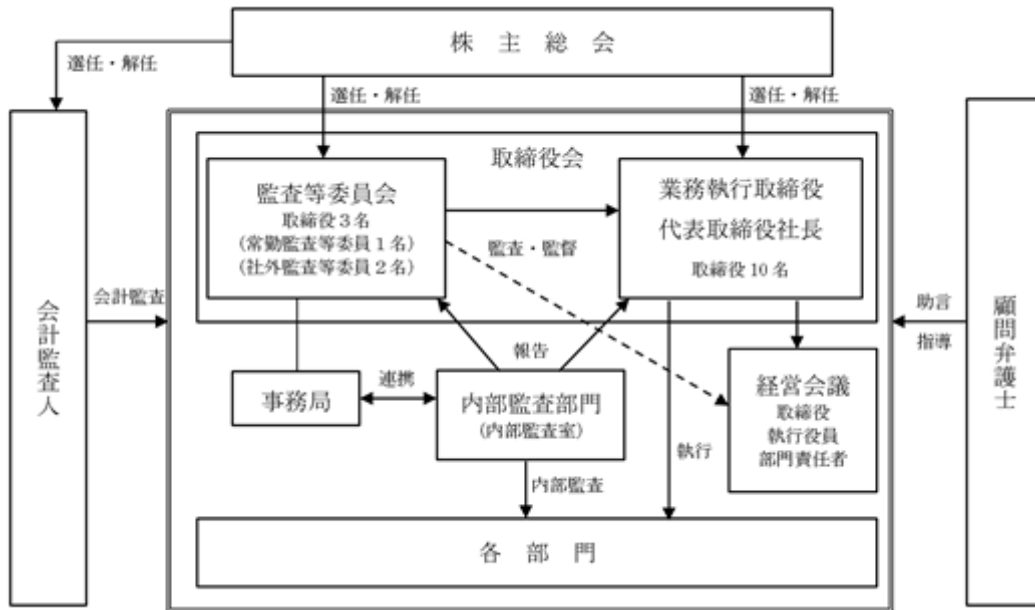 株主総会
選任・解任
選任・解任
選任・解任
取締役会
監査等委員会
取締役3名
(常勤監査等委員1名)
(社外監査等委員2名)
業務執行取締役
代表取締役社長
取締役10名
監査・監督
会計監査人
会計監査
助言
指導
顧問弁護士
報告
事務局
連携
内部監査部門
(内部監査室)
経営会議
取締役
執行役員
部門責任者
執行
内部監査
各部門